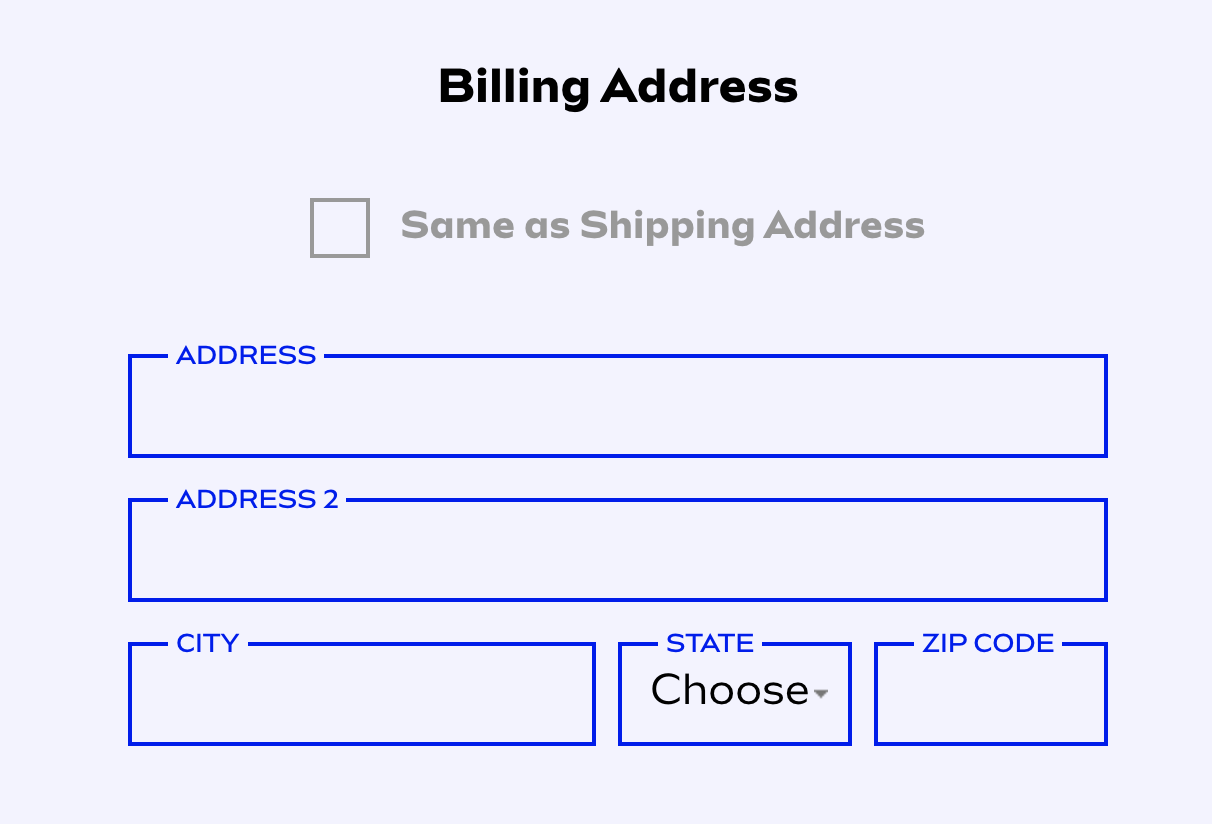 Billing Address
Same as Shipping Address
ADDRESS
ADDRESS 2
CITY
STATE
ZIP CODE
Choose